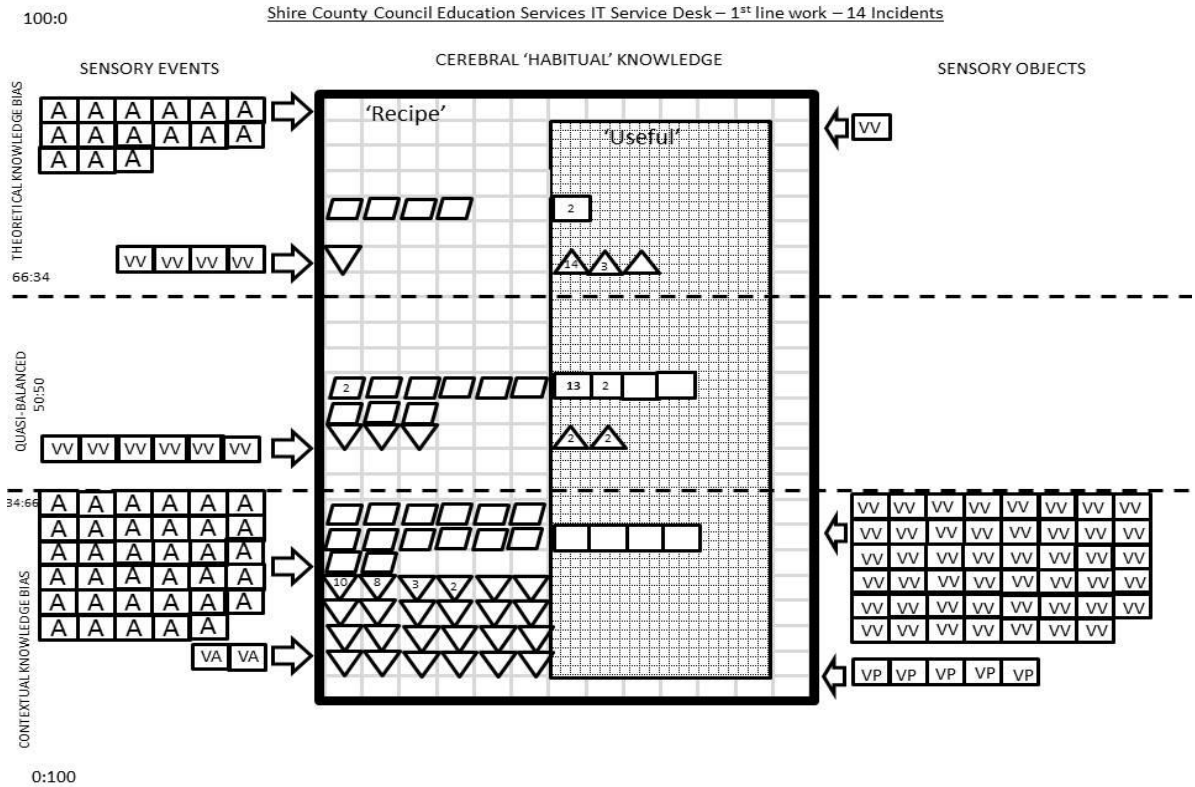 Shire County Council Education Services IT Service Desk – 1st line work – 14 Incidents
100:0
SENSORY EVENTS
CEREBRAL 'HABITUAL' KNOWLEDGE
SENSORY OBJECTS
THEORETICAL KNOWLEDGE BIAS
A A A A A A
A A A A A A
A A A
'Recipe'
'Useful'
VV
2
VV VV VV VV
14 3
66:34
QUASI-BALANCED
50:50
2
13 2
VV VV VV VV VV VV
2 2
34:66
CONTEXTUAL KNOWLEDGE BIAS
A A A A A A
A A A A A A
A A A A A A
A A A A A A
A A A A A A
A A A A A
VA VA
10 8 3 2
VV VV VV VV VV VV VV VV
VV VV VV VV VV VV VV VV
VV VV VV VV VV VV VV VV
VV VV VV VV VV VV VV VV
VV VV VV VV VV VV VV VV
VV VV VV VV VV VV VV
VP VP VP VP VP
0:100